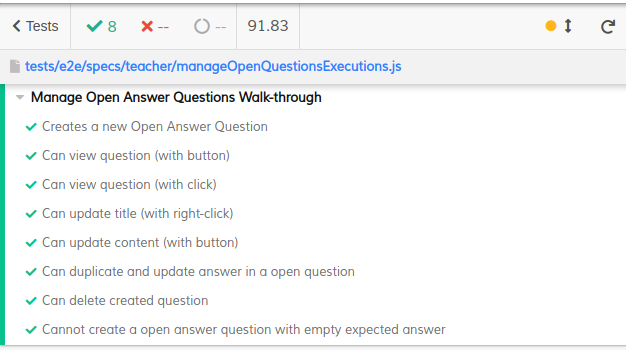 Tests 8 -- -- 91.83
tests/e2e/specs/teacher/manageOpenQuestionsExecutions.js
Manage Open Answer Questions Walk-through
Creates a new Open Answer Question
Can view question (with button)
Can view question (with click)
Can update title (with right-click)
Can update content (with button)
Can duplicate and update answer in a open question
Can delete created question
Cannot create a open answer question with empty expected answer